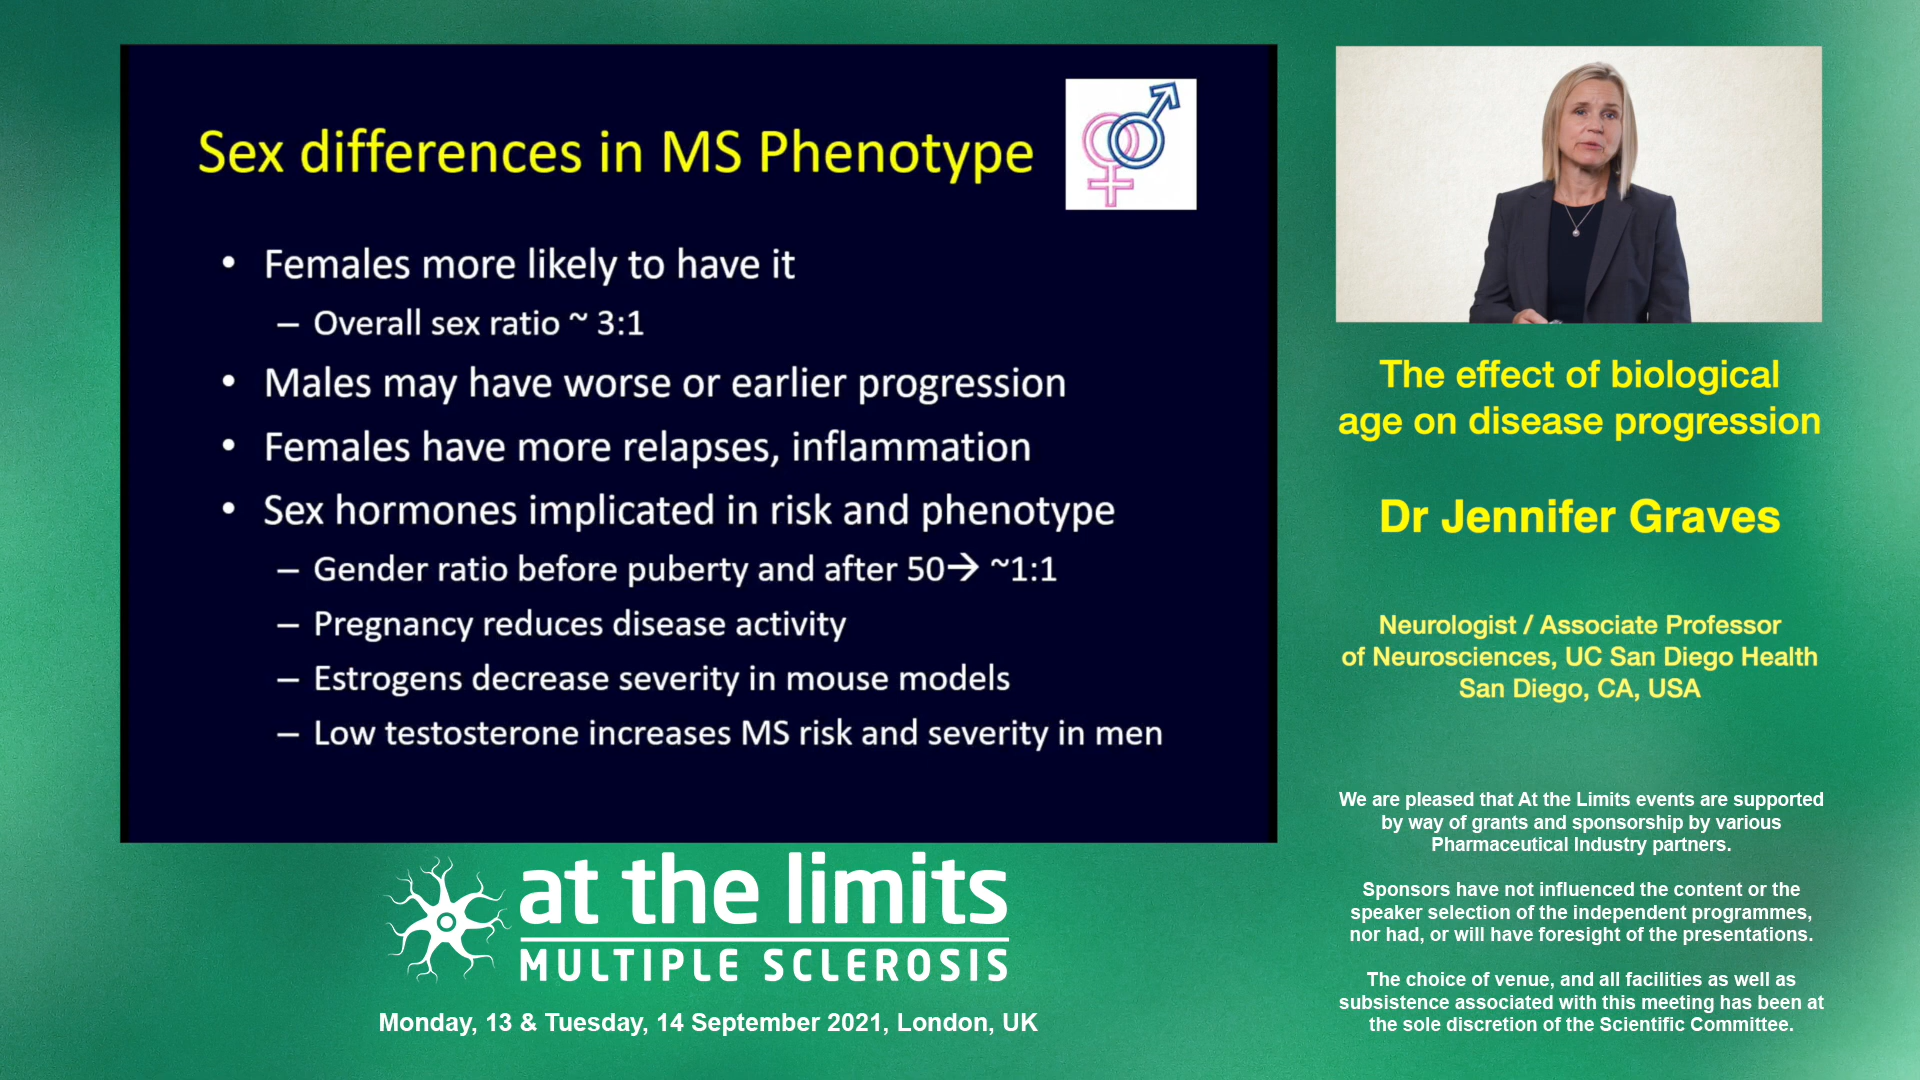 Sex differences in MS Phenotype
• Females more likely to have it
– Overall sex ratio ~ 3:1
• Males may have worse or earlier progression
• Females have more relapses, inflammation
• Sex hormones implicated in risk and phenotype
– Gender ratio before puberty and after 50→ ~1:1
– Pregnancy reduces disease activity
– Estrogens decrease severity in mouse models
– Low testosterone increases MS risk and severity in men
at the limits
MULTIPLE SCLEROSIS
Monday, 13 & Tuesday, 14 September 2021, London, UK
The effect of biological
age on disease progression
Dr Jennifer Graves
Neurologist / Associate Professor
of Neurosciences, UC San Diego Health
San Diego, CA, USA
We are pleased that At the Limits events are supported
by way of grants and sponsorship by various
Pharmaceutical Industry partners.
Sponsors have not influenced the content or the
speaker selection of the independent programmes,
nor had, or will have foresight of the presentations.
The choice of venue, and all facilities as well as
subsistence associated with this meeting has been at
the sole discretion of the Scientific Committee.